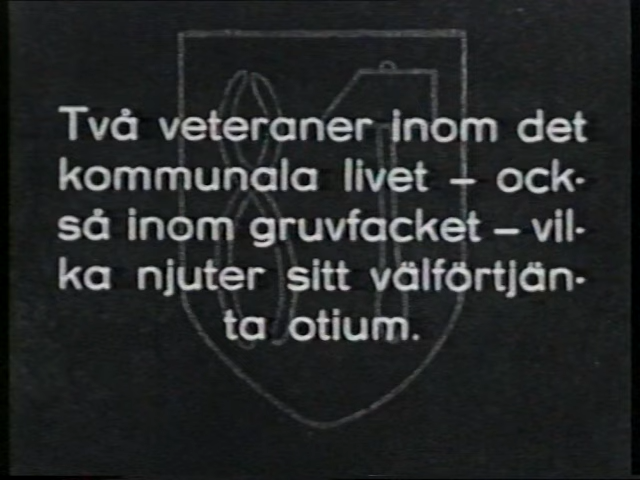 Två veteraner inom det
kommunala livet – ock-
så inom gruvfacket – vil-
ka njuter sitt välförtjän-
ta otium.